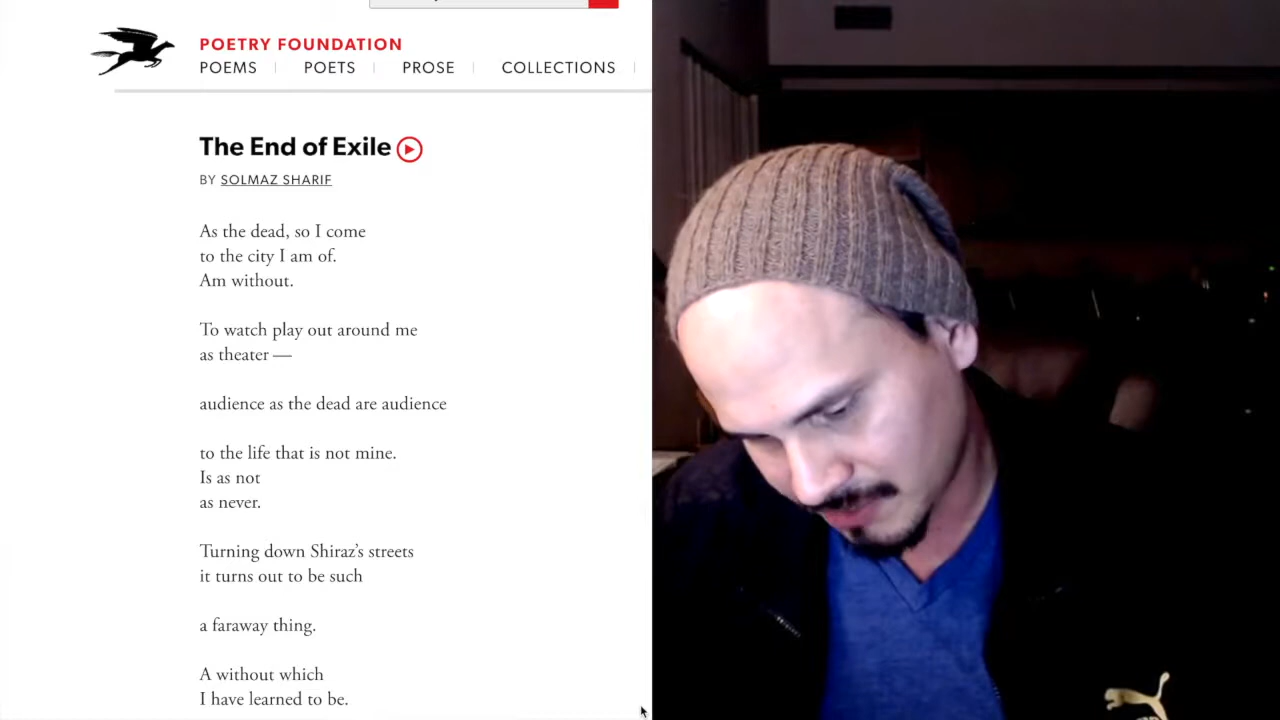 POETRY FOUNDATION
POEMS
POETS
PROSE
COLLECTIONS
The End of Exile
BY SOLMAZ SHARIF
As the dead, so I come
to the city I am of.
Am without.
To watch play out around me
as theater —
audience as the dead are audience
to the life that is not mine.
Is as not
as never.
Turning down Shiraz’s streets
it turns out to be such
a faraway thing.
A without which
I have learned to be.